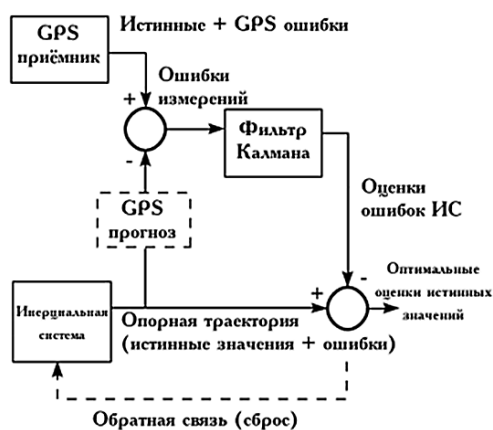 GPS
приёмник
Истинные + GPS ошибки
Ошибки
измерений
+
-
Фильтр
Калмана
GPS
прогноз
Оценки
ошибок ИС
-
+
Оптимальные
оценки истинных
значений
Инерциальная
система
Опорная траектория
(истинные значения + ошибки)
Обратная связь (сброс)